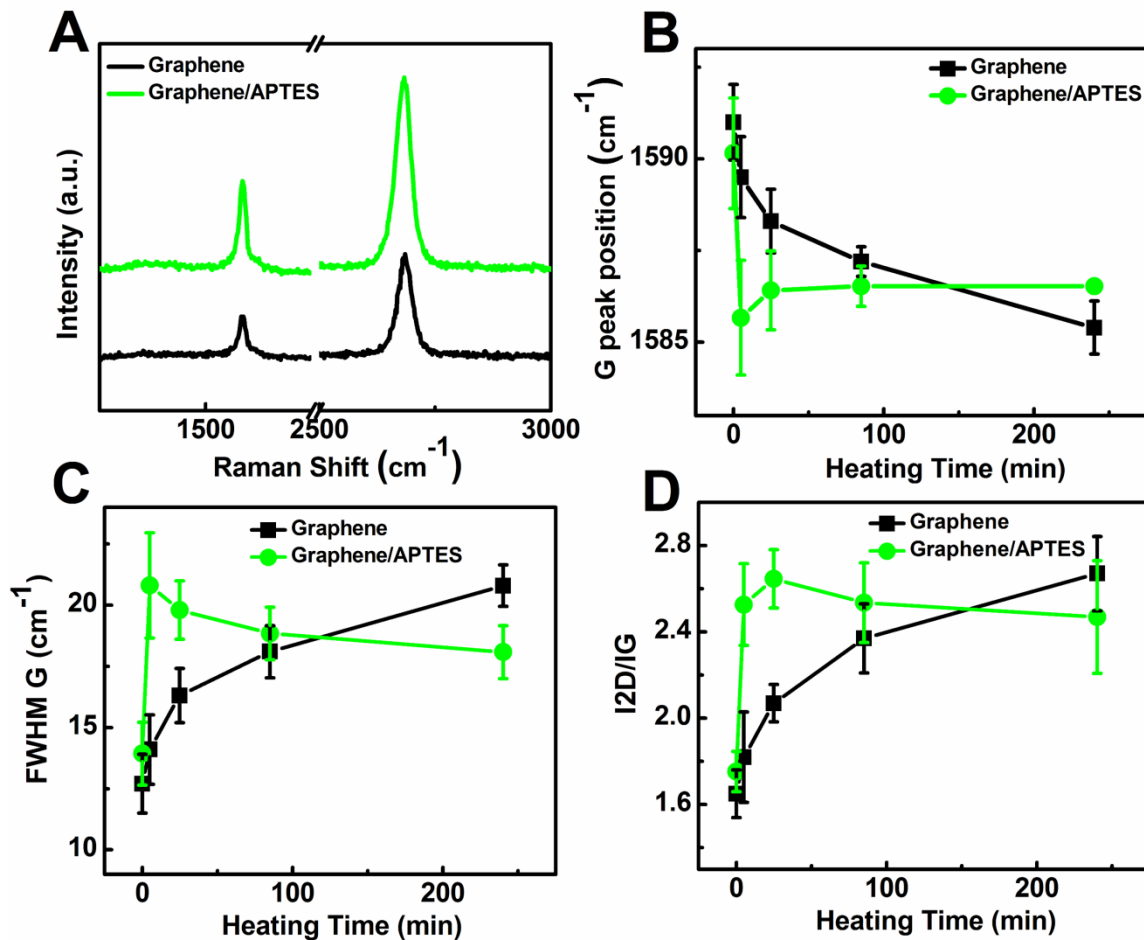 A
Graphene
Graphene/APTES
Intensity (a.u.)
1500
2500
3000
Raman Shift (cm-1)
B
Graphene
Graphene/APTES
G peak position (cm-1)
1590
1585
0
100
200
Heating Time (min)
C
Graphene
Graphene/APTES
FWHM G (cm-1)
20
15
10
0
100
200
Heating Time (min)
D
Graphene
Graphene/APTES
I2D/IG
2.8
2.4
2.0
1.6
0
100
200
Heating Time (min)